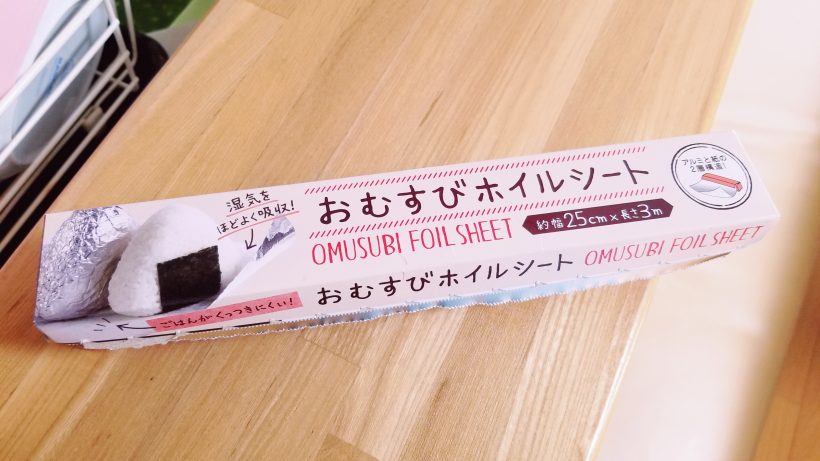 湿気を
ほどよく吸収!
おむすびホイルシート
OMUSUBI FOIL SHEET
約幅25cm×長さ3m
アルミと紙の
2層構造!
ごはんがくっつきにくい!
おむすびホイルシート
OMUSUBI FOIL SHEET